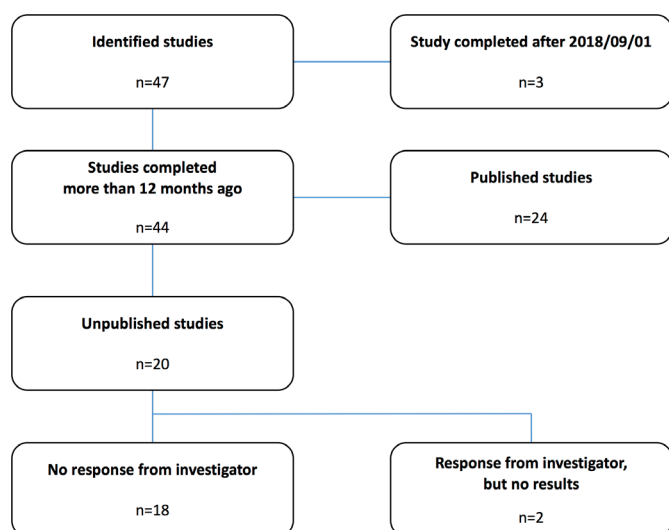 Identified studies
n=47
Study completed after 2018/09/01
n=3
Studies completed
more than 12 months ago
n=44
Published studies
n=24
Unpublished studies
n=20
No response from investigator
n=18
Response from investigator,
but no results
n=2